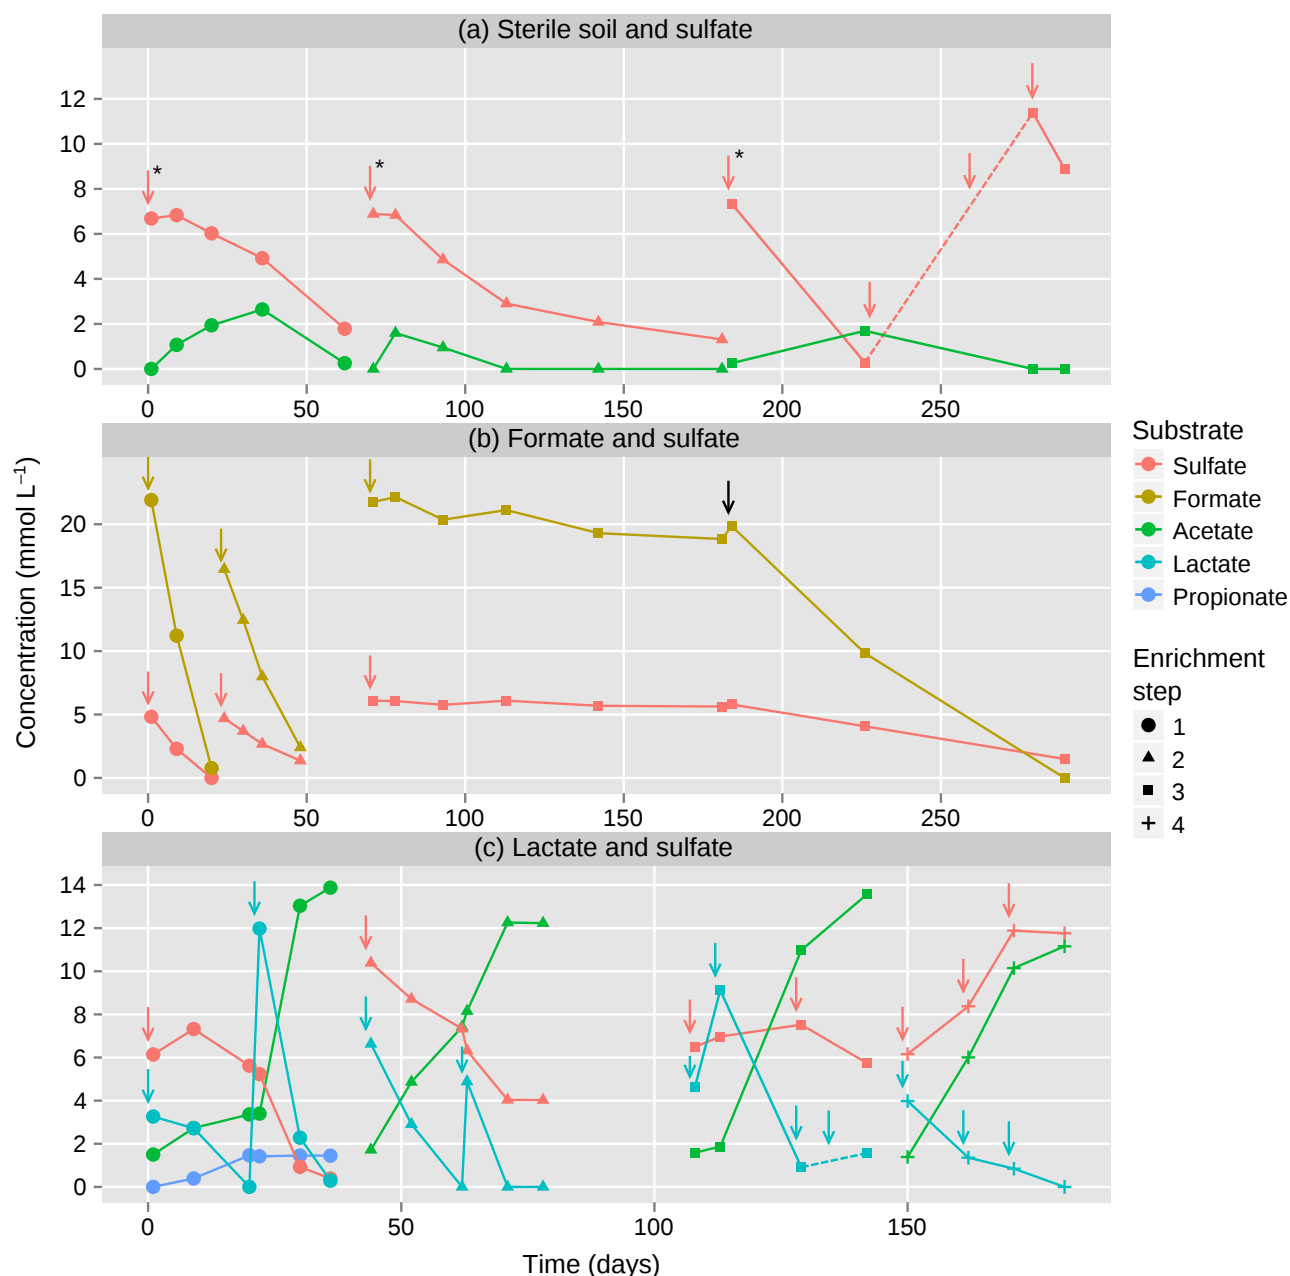 (a) Sterile soil and sulfate
12
10
8
6
4
2
0
* * *
0 50 100 150 200 250
(b) Formate and sulfate
20
15
10
5
0
0 50 100 150 200 250
(c) Lactate and sulfate
14
12
10
8
6
4
2
0
0 50 100 150
Time (days)
Concentration (mmol L⁻¹)
Substrate
Sulfate
Formate
Acetate
Lactate
Propionate
Enrichment
step
1
2
3
4